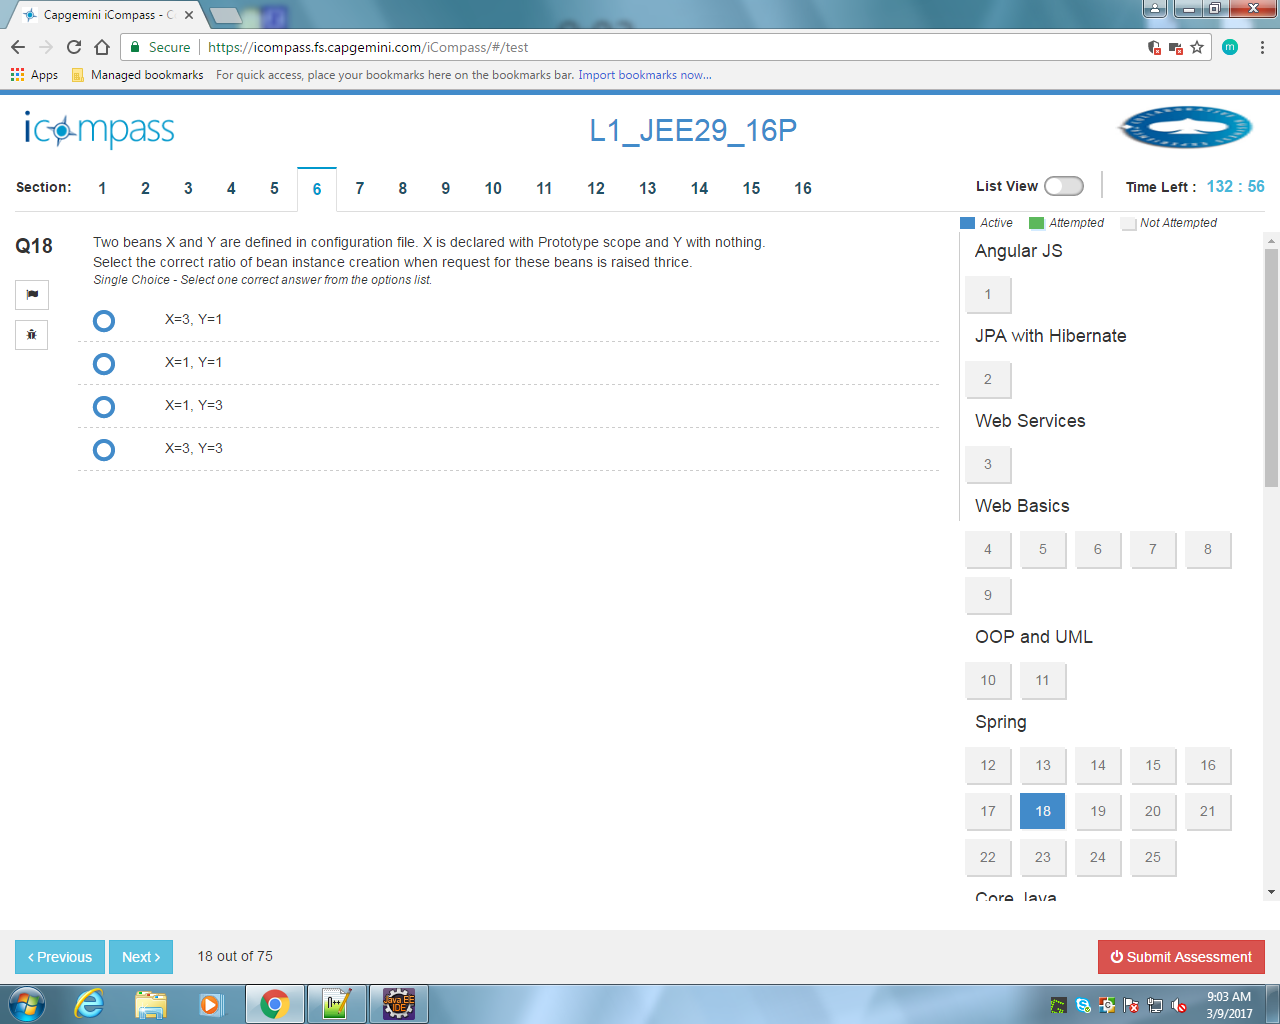 Capgemini iCompass - C
Secure https://icompass.fs.capgemini.com/iCompass/#/test
m
Apps Managed bookmarks For quick access, place your bookmarks here on the bookmarks bar. Import bookmarks now...
icompass
L1_JEE29_16P
Section: 1 2 3 4 5 6 7 8 9 10 11 12 13 14 15 16
List View Time Left : 132 : 56
Active Attempted Not Attempted
Q18
Two beans X and Y are defined in configuration file. X is declared with Prototype scope and Y with nothing.
Select the correct ratio of bean instance creation when request for these beans is raised thrice.
Single Choice - Select one correct answer from the options list.
X=3, Y=1
X=1, Y=1
X=1, Y=3
X=3, Y=3
Angular JS
1
JPA with Hibernate
2
Web Services
3
Web Basics
4 5 6 7 8
9
OOP and UML
10 11
Spring
12 13 14 15 16
17 18 19 20 21
22 23 24 25
Core Java
‹ Previous Next › 18 out of 75 Submit Assessment
N++
Java EE
IDE
9:03 AM
3/9/2017